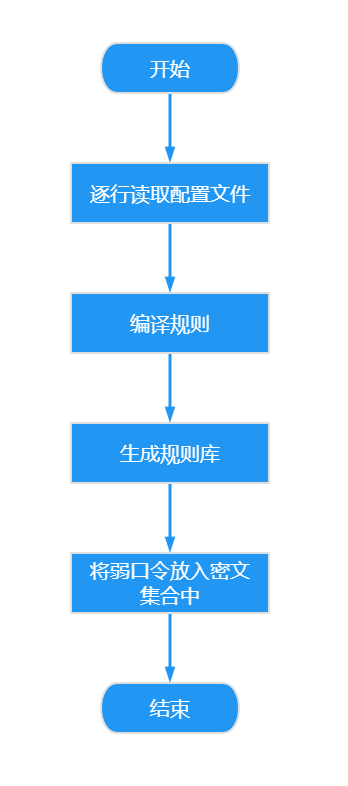 开始
逐行读取配置文件
编译规则
生成规则库
将弱口令放入密文
集合中
结束